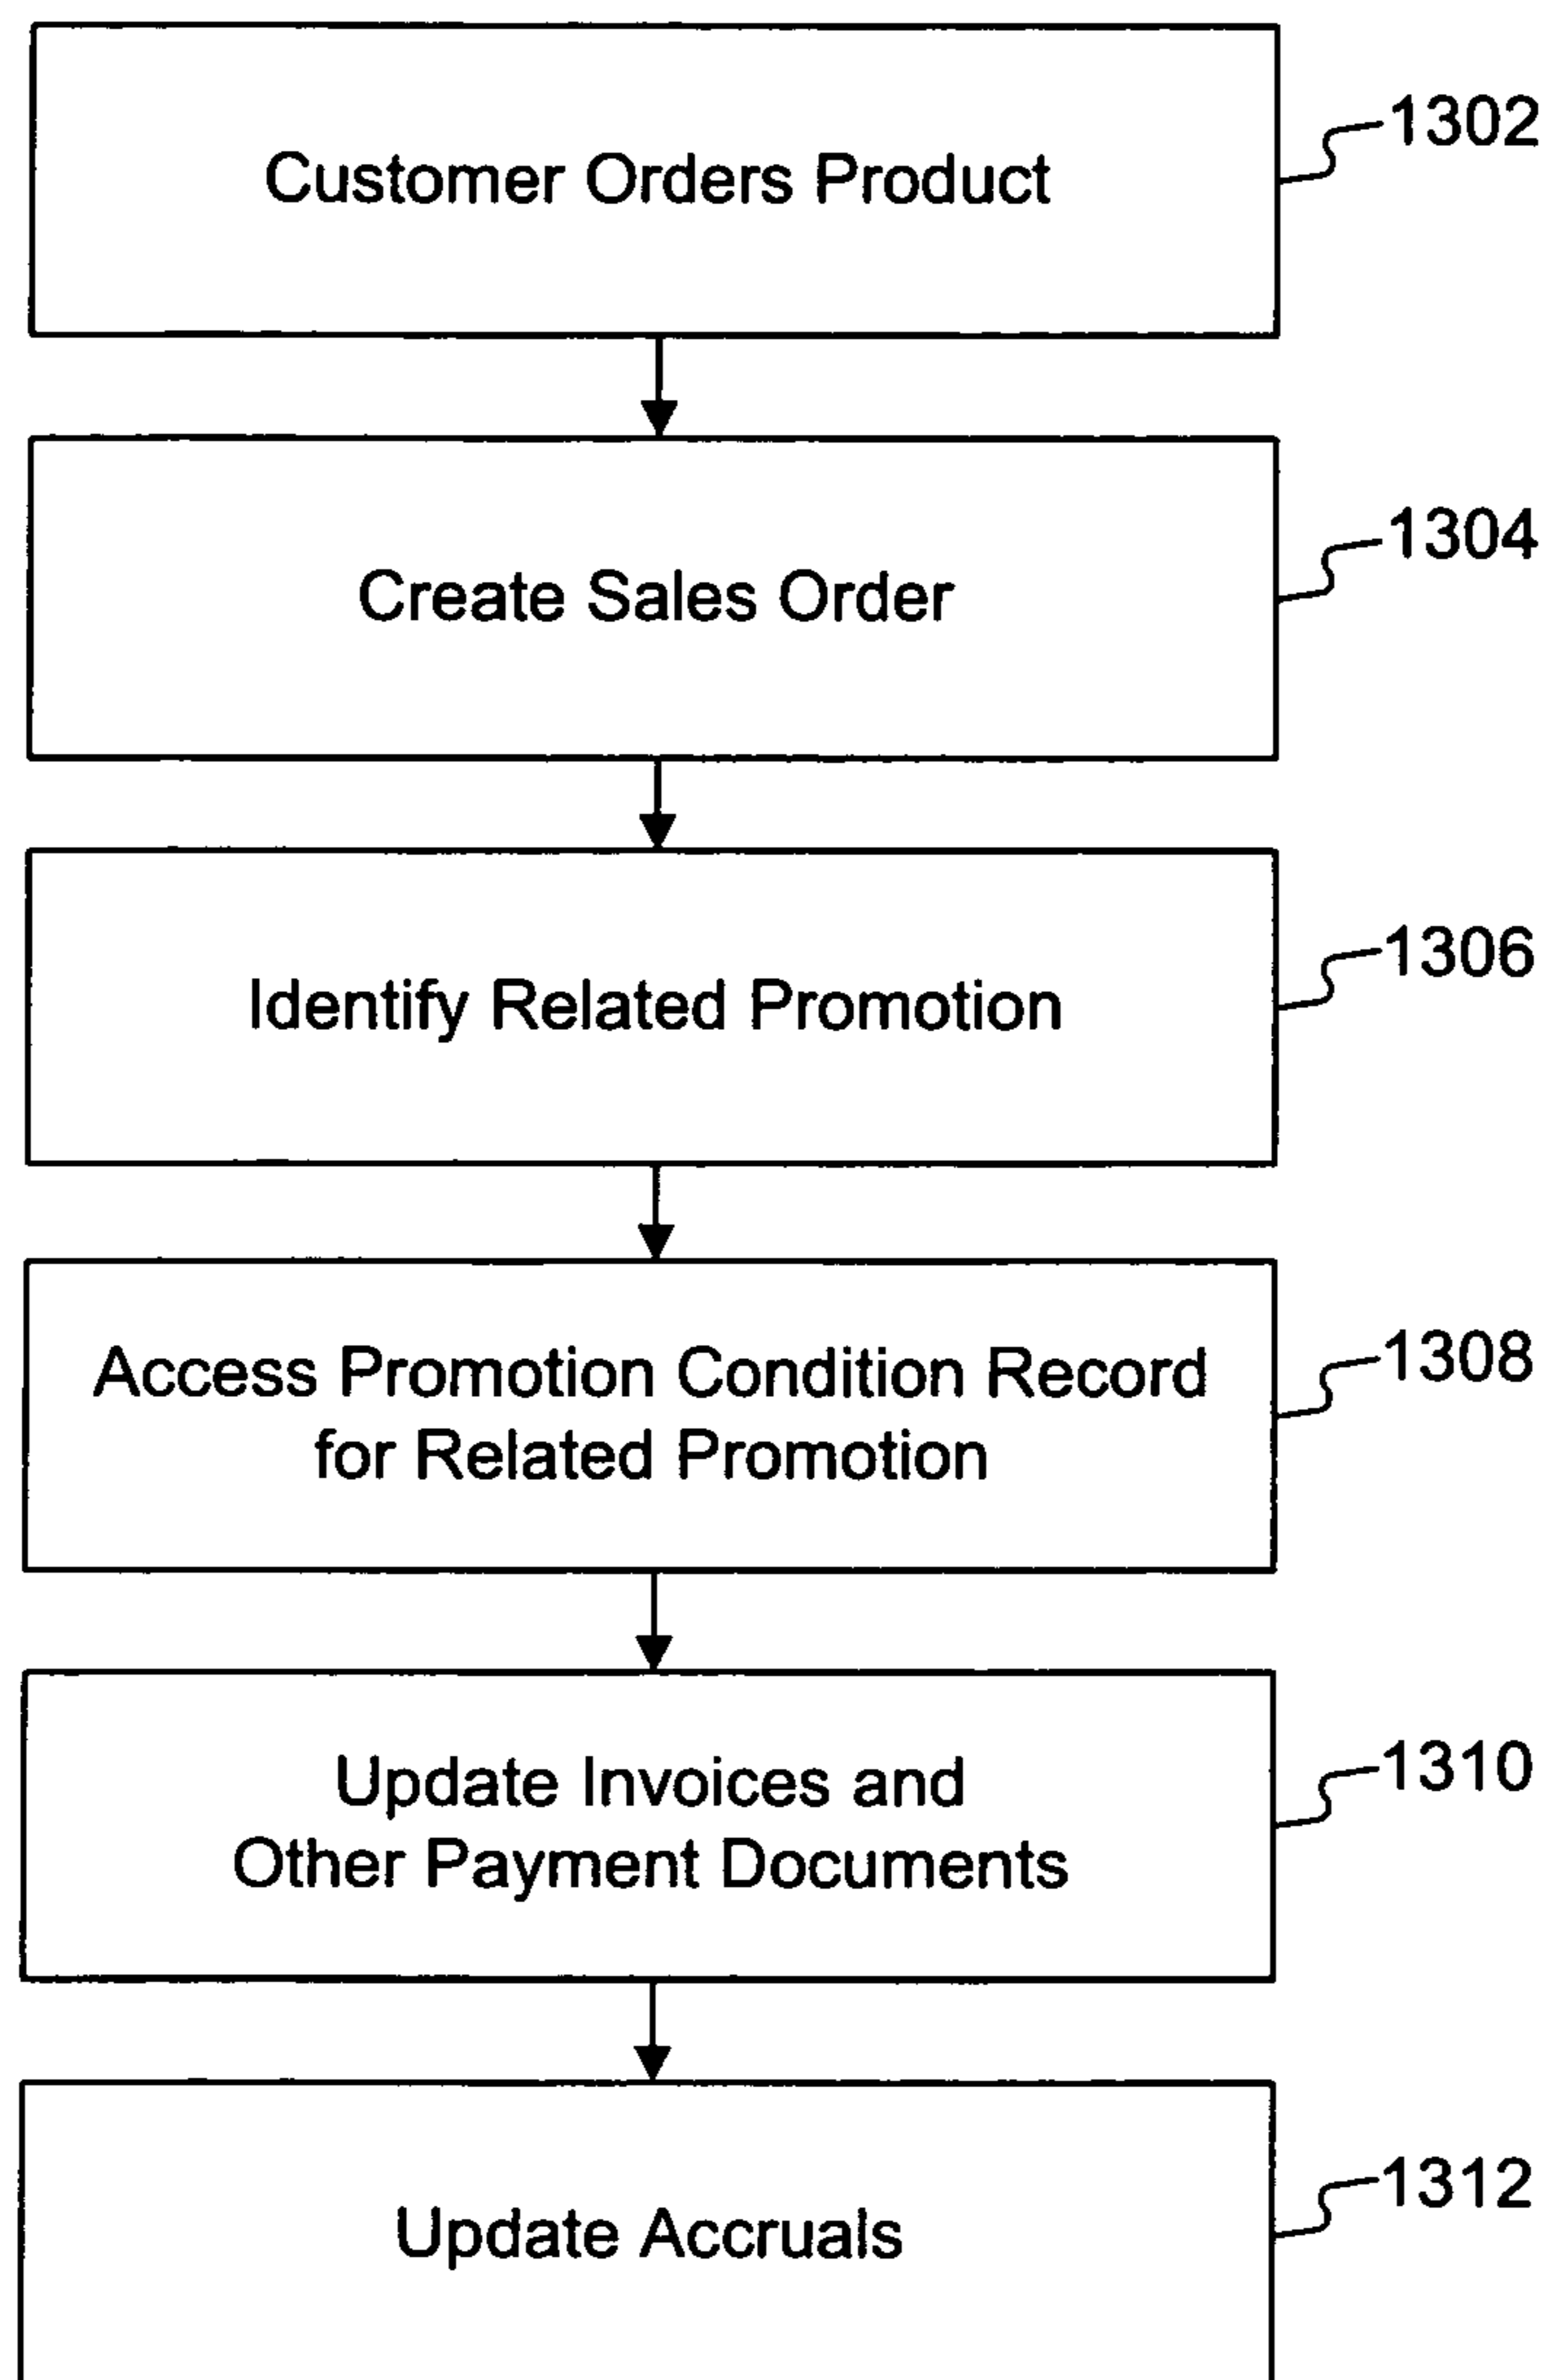 Customer Orders Product
1302
Create Sales Order
1304
Identify Related Promotion
1306
Access Promotion Condition Record
for Related Promotion
1308
Update Invoices and
Other Payment Documents
1310
Update Accruals
1312